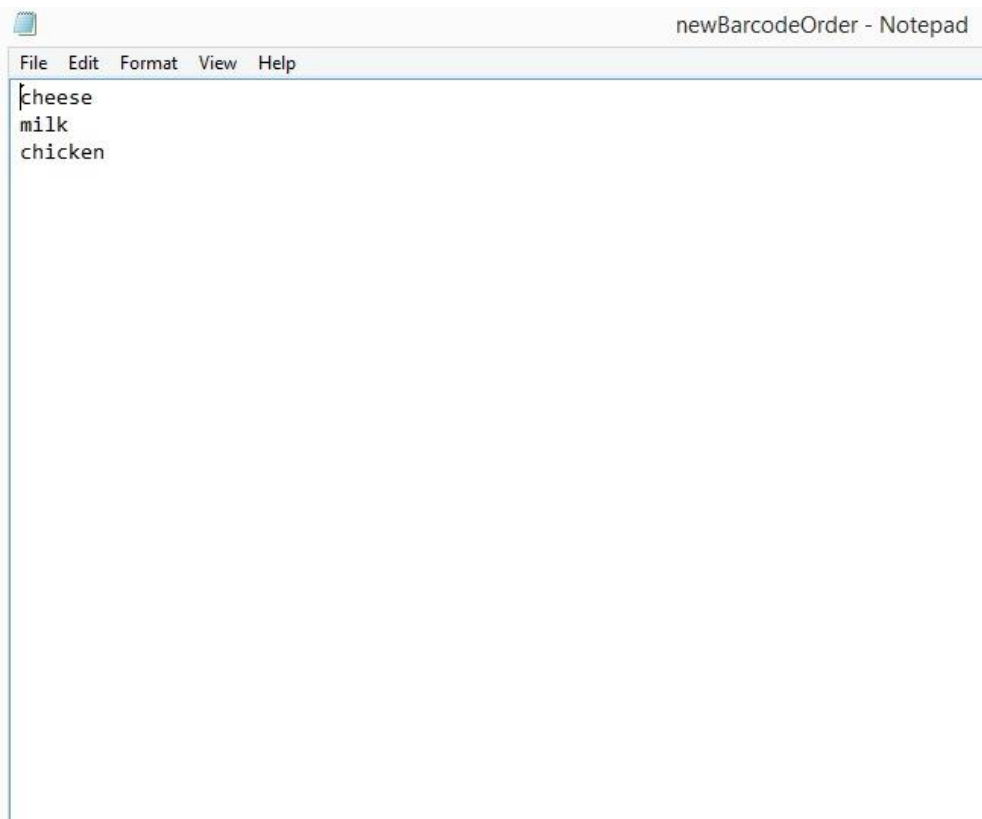 newBarcodeOrder - Notepad
File Edit Format View Help
cheese
milk
chicken